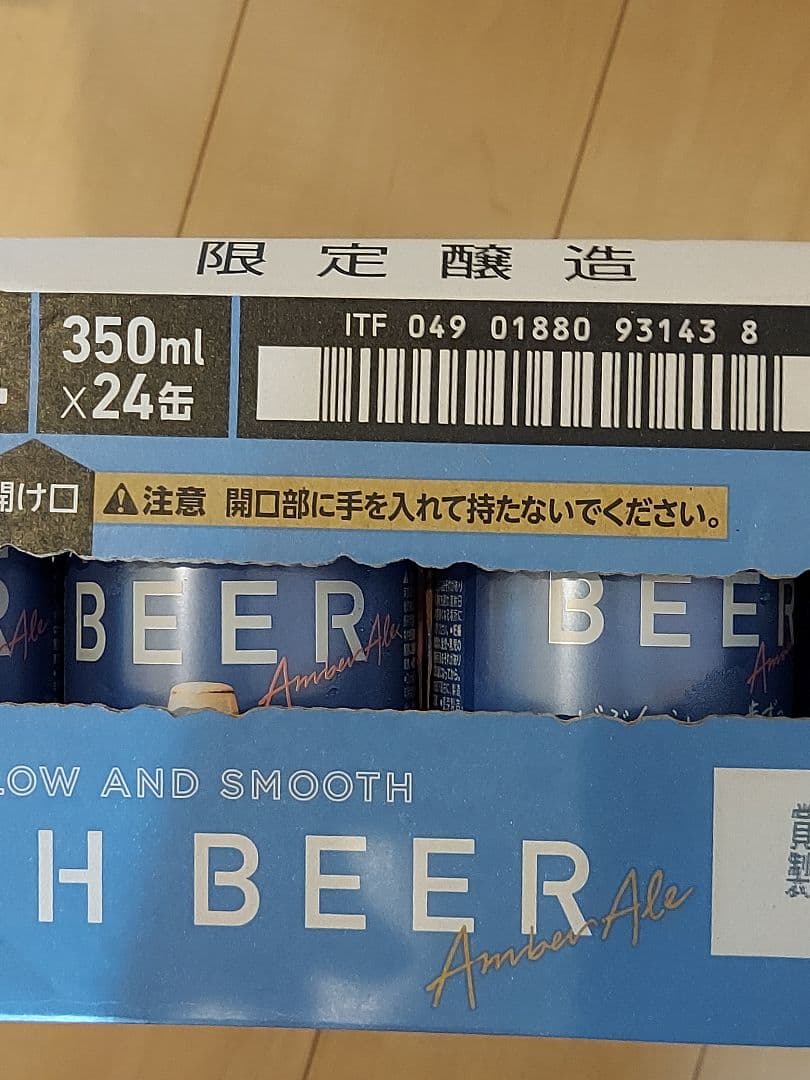 限定醸造
350ml
×24缶
ITF 049 01880 93143 8
開け口
注意 開口部に手を入れて持たないでください。
BEER
Amber Ale
BEER
LOW AND SMOOTH
H BEER
Amber Ale